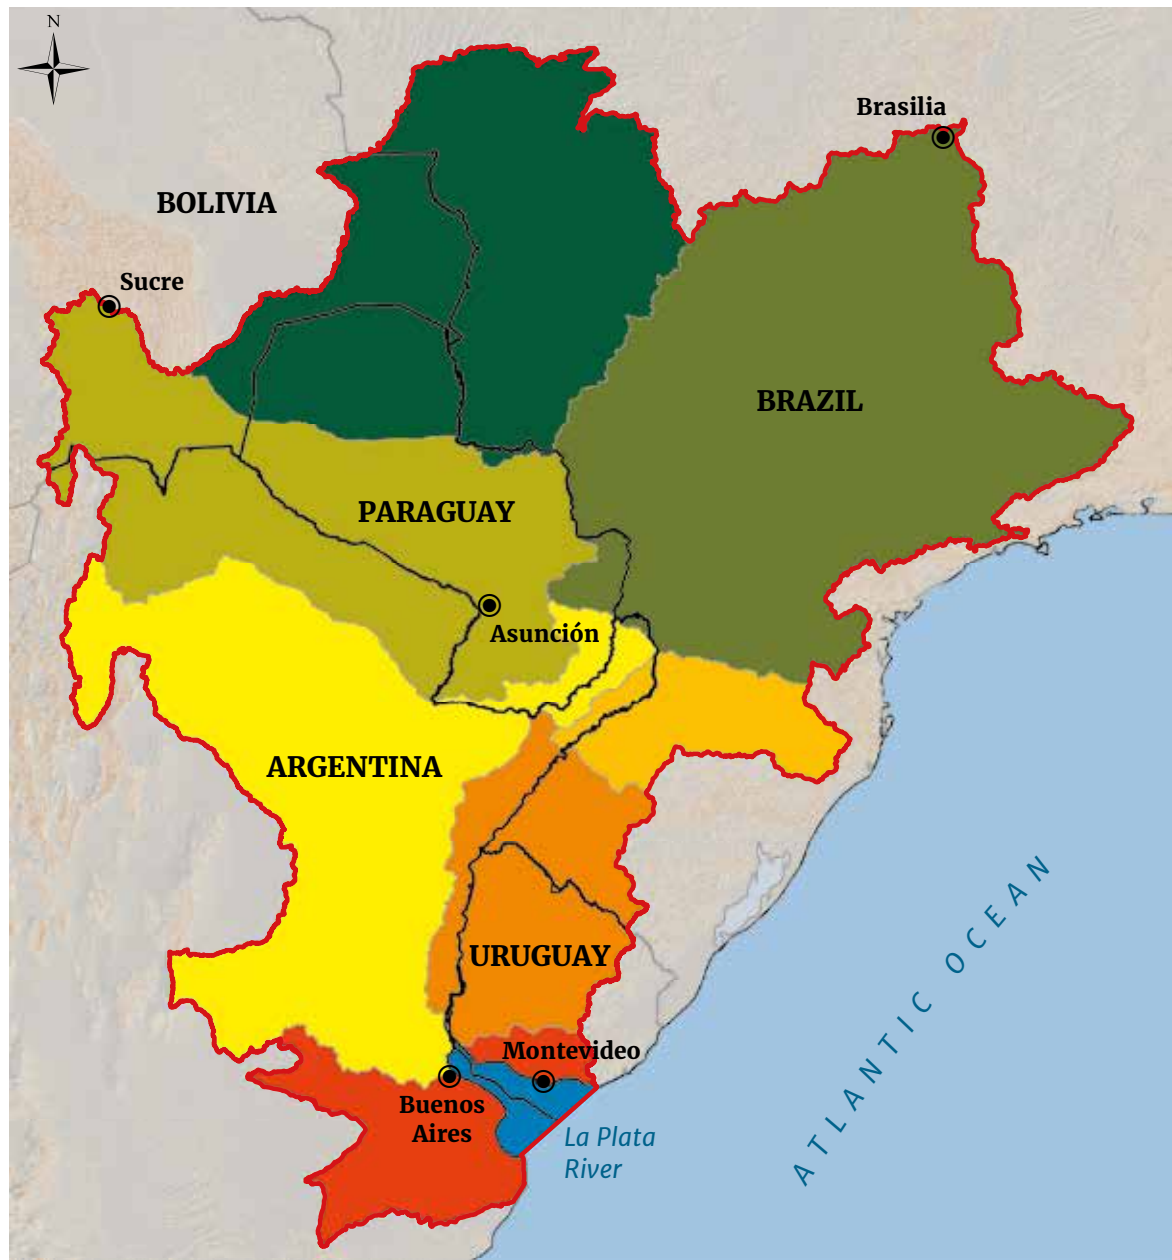 N
Brasilia
BOLIVIA
Sucre
BRAZIL
PARAGUAY
Asunción
ARGENTINA
ATLANTIC OCEAN
URUGUAY
Montevideo
Buenos
Aires
La Plata
River